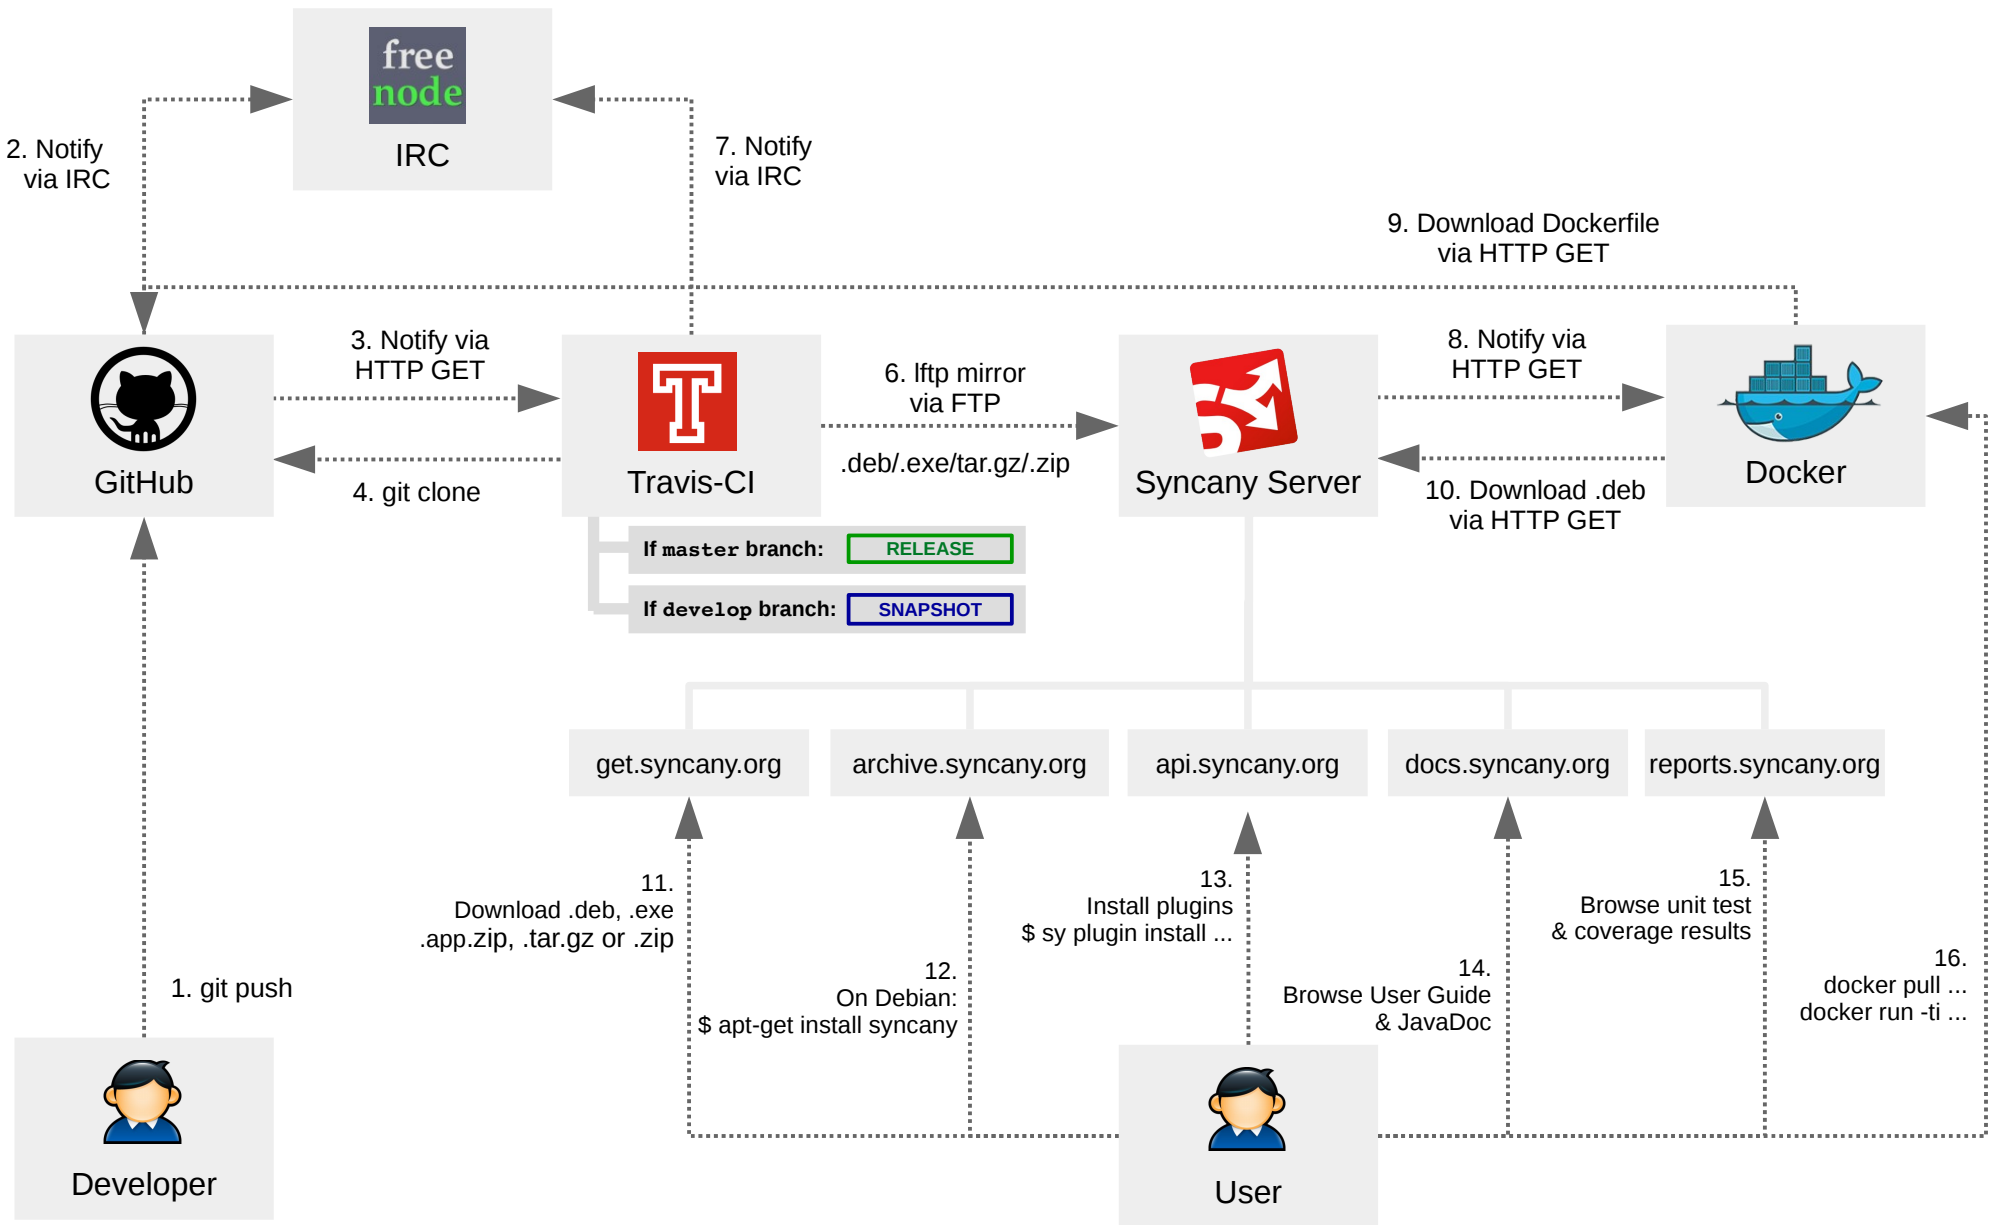 free
node
IRC
2. Notify
via IRC
7. Notify
via IRC
9. Download Dockerfile
via HTTP GET
GitHub
3. Notify via
HTTP GET
4. git clone
Travis-CI
6. lftp mirror
via FTP
.deb/.exe/tar.gz/.zip
Syncany Server
8. Notify via
HTTP GET
10. Download .deb
via HTTP GET
Docker
If master branch:
RELEASE
If develop branch:
SNAPSHOT
get.syncany.org
archive.syncany.org
api.syncany.org
docs.syncany.org
reports.syncany.org
11.
Download .deb, .exe
.app.zip, .tar.gz or .zip
12.
On Debian:
$ apt-get install syncany
13.
Install plugins
$ sy plugin install ...
14.
Browse User Guide
& JavaDoc
15.
Browse unit test
& coverage results
16.
docker pull ...
docker run -ti ...
1. git push
Developer
User